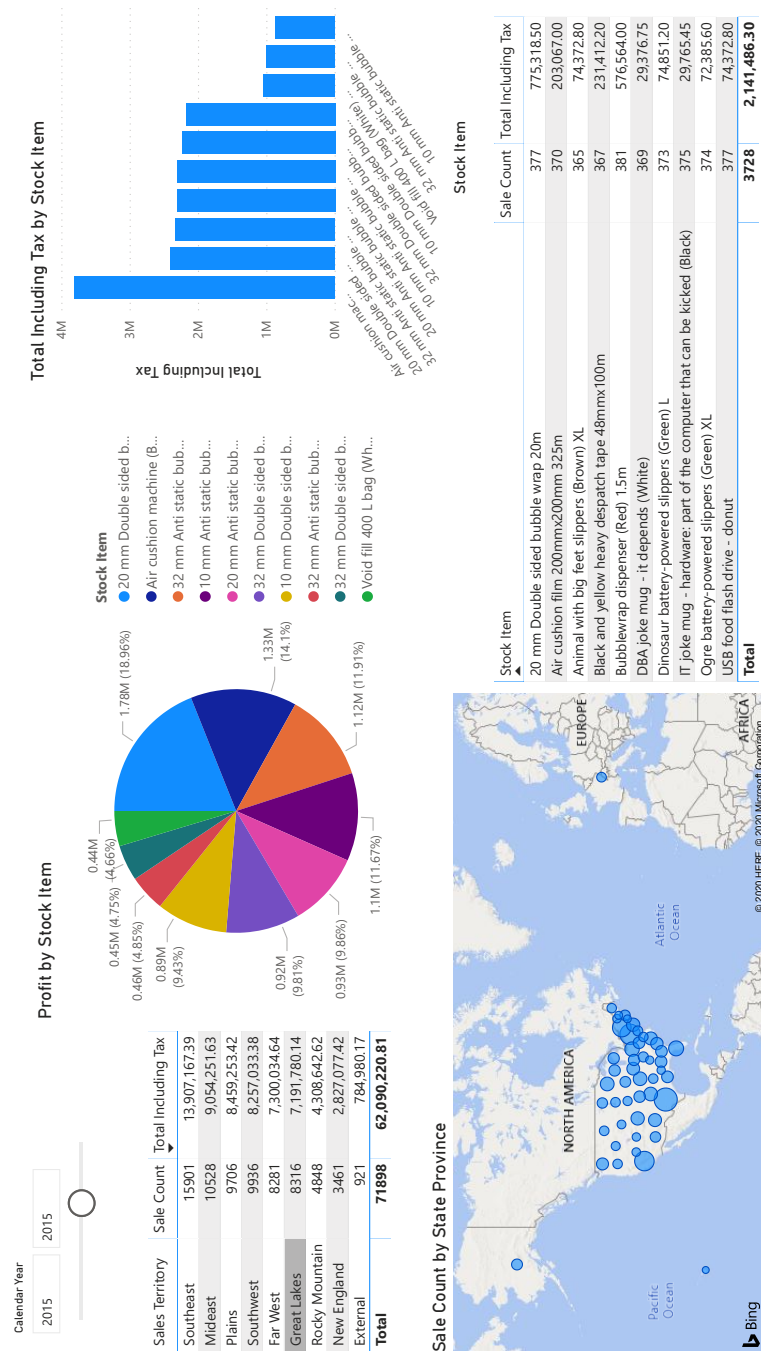 Calendar Year
2015
2015
Sales Territory Sale Count Total Including Tax
Southeast 15901 13,907,167.39
Mideast 10528 9,054,251.63
Plains 9706 8,459,253.42
Southwest 9936 8,257,033.38
Far West 8281 7,300,034.64
Great Lakes 8316 7,191,780.14
Rocky Mountain 4848 4,308,642.62
New England 3461 2,827,077.42
External 921 784,980.17
Total 71898 62,090,220.81
Profit by Stock Item
1.78M (18.96%)
1.33M
(14.1%)
1.12M (11.91%)
1.1M (11.67%)
0.93M (9.86%)
0.92M
(9.81%)
0.89M
(9.43%)
0.46M (4.85%)
0.45M (4.75%)
0.44M
(4.66%)
Stock Item
20 mm Double sided b...
Air cushion machine (B...
32 mm Anti static bub...
10 mm Anti static bub...
20 mm Anti static bub...
32 mm Double sided b...
10 mm Double sided b...
32 mm Anti static bub...
32 mm Double sided b...
Void fill 400 L bag (Wh...
Total Including Tax by Stock Item
Total Including Tax
4M
3M
2M
1M
0M
Air cushion mac...
20 mm Double sided ...
32 mm Anti static bubble ...
20 mm Anti static bubble ...
10 mm Anti static bubble ...
32 mm Double sided bubb...
10 mm Double sided bubb...
Void fill 400 L bag (White)
32 mm Anti static bubble ...
10 mm Anti static bubble ...
Stock Item
Sale Count by State Province
NORTH AMERICA
EUROPE
AFRICA
Atlantic
Ocean
Pacific
Ocean
Bing
© 2020 HERE, © 2020 Microsoft Corporation
Stock Item Sale Count Total Including Tax
20 mm Double sided bubble wrap 20m 377 775,318.50
Air cushion film 200mmx200mm 325m 370 203,067.00
Animal with big feet slippers (Brown) XL 365 74,372.80
Black and yellow heavy despatch tape 48mmx100m 367 231,412.20
Bubblewrap dispenser (Red) 1.5m 381 576,564.00
DBA joke mug - it depends (White) 369 29,376.75
Dinosaur battery-powered slippers (Green) L 373 74,851.20
IT joke mug - hardware: part of the computer that can be kicked (Black) 375 29,765.45
Ogre battery-powered slippers (Green) XL 374 72,385.60
USB food flash drive - donut 377 74,372.80
Total 3728 2,141,486.30